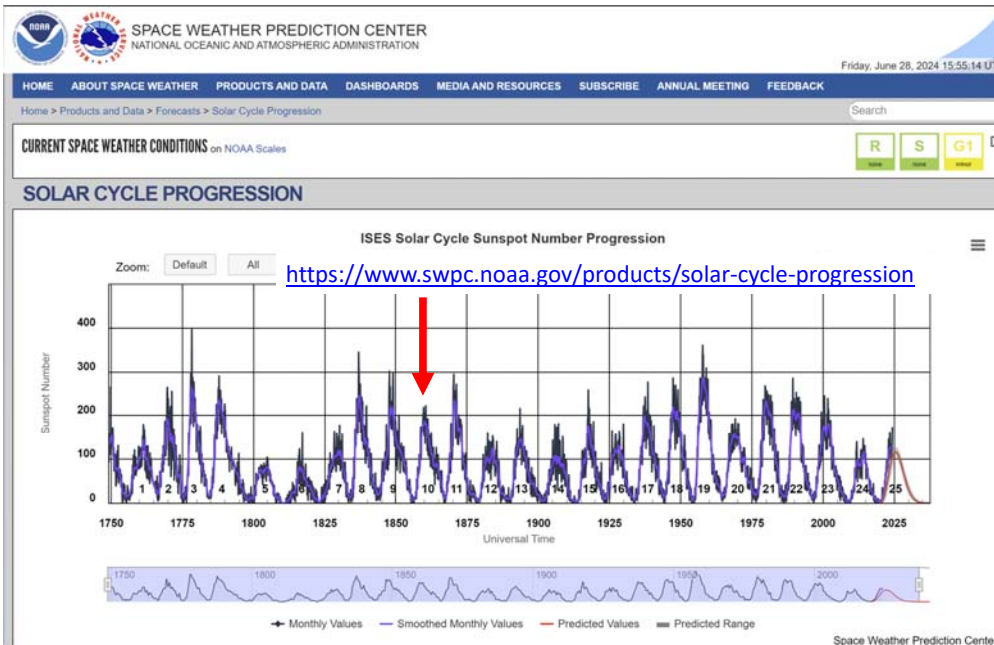 NOAA
SPACE WEATHER PREDICTION CENTER
NATIONAL OCEANIC AND ATMOSPHERIC ADMINISTRATION
Friday, June 28, 2024 15:55:14 UT
HOME ABOUT SPACE WEATHER PRODUCTS AND DATA DASHBOARDS MEDIA AND RESOURCES SUBSCRIBE ANNUAL MEETING FEEDBACK
Home > Products and Data > Forecasts > Solar Cycle Progression
Search
CURRENT SPACE WEATHER CONDITIONS on NOAA Scales
R S G1
none none minor
SOLAR CYCLE PROGRESSION
ISES Solar Cycle Sunspot Number Progression
Zoom: Default All
https://www.swpc.noaa.gov/products/solar-cycle-progression
Sunspot Number
400
300
200
100
0
1 2 3 4 5 6 7 8 9 10 11 12 13 14 15 16 17 18 19 20 21 22 23 24 25
1750 1775 1800 1825 1850 1875 1900 1925 1950 1975 2000 2025
Universal Time
1750 1800 1850 1900 1950 2000
Monthly Values Smoothed Monthly Values Predicted Values Predicted Range
Space Weather Prediction Cente